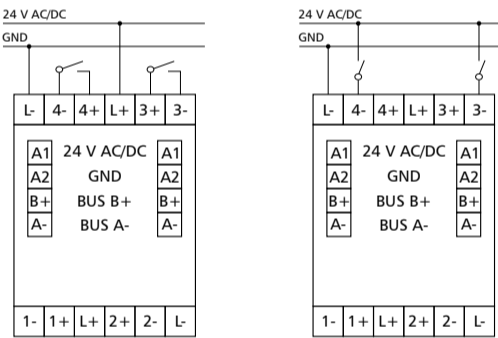 24 V AC/DC
GND
L- 4- 4+ L+ 3+ 3-
A1 24 V AC/DC A1
A2 GND A2
B+ BUS B+ B+
A- BUS A- A-
1- 1+ L+ 2+ 2- L-
24 V AC/DC
GND
L- 4- 4+ L+ 3+ 3-
A1 24 V AC/DC A1
A2 GND A2
B+ BUS B+ B+
A- BUS A- A-
1- 1+ L+ 2+ 2- L-